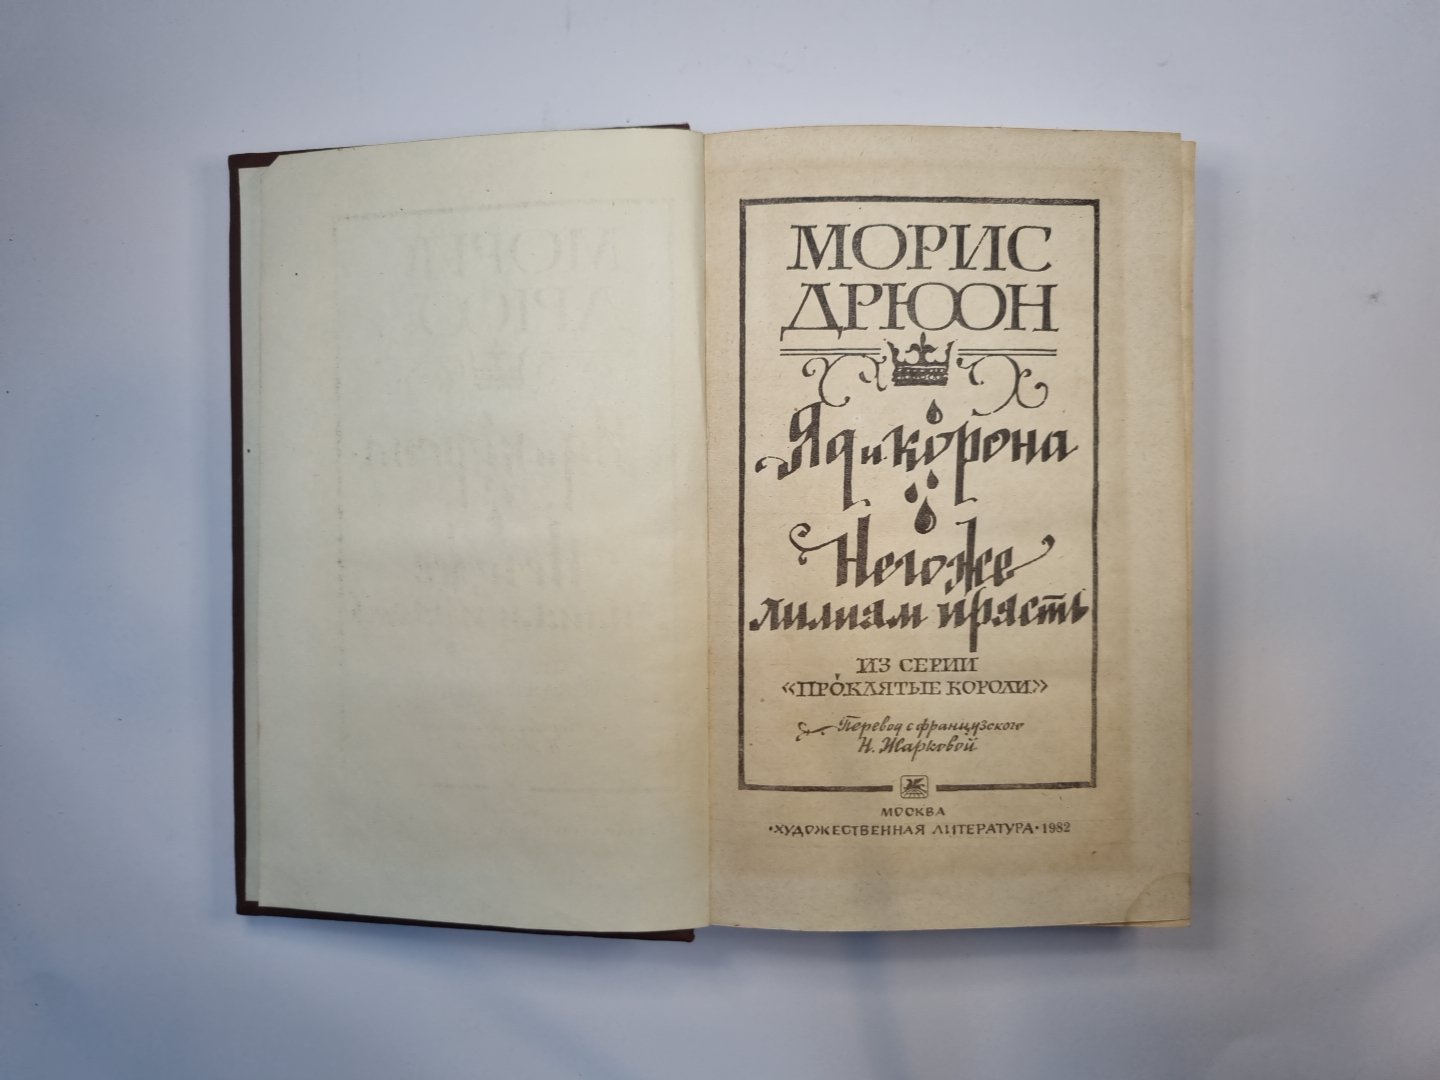 МОРИС
ДРЮОН
Яд и корона
Негоже
лилиям прясть
ИЗ СЕРИИ
«ПРОКЛЯТЫЕ КОРОЛИ»
Перевод с французского
Н. Жарковой
МОСКВА
·ХУДОЖЕСТВЕННАЯ ЛИТЕРАТУРА· 1982